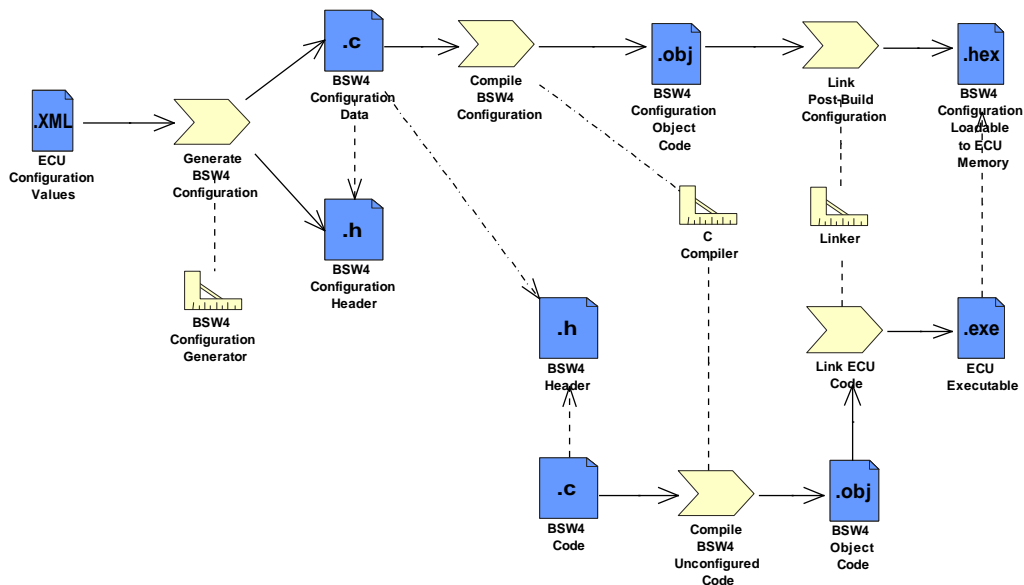 .c
BSW4
Configuration
Data
Compile
BSW4
Configuration
.obj
BSW4
Configuration
Object
Code
Link
Post-Build
Configuration
.hex
BSW4
Configuration
Loadable
to ECU
Memory
.XML
ECU
Configuration
Values
Generate
BSW4
Configuration
.h
BSW4
Configuration
Header
BSW4
Configuration
Generator
C
Compiler
Linker
.h
BSW4
Header
Link ECU
Code
.exe
ECU
Executable
.c
BSW4
Code
Compile
BSW4
Unconfigured
Code
.obj
BSW4
Object
Code